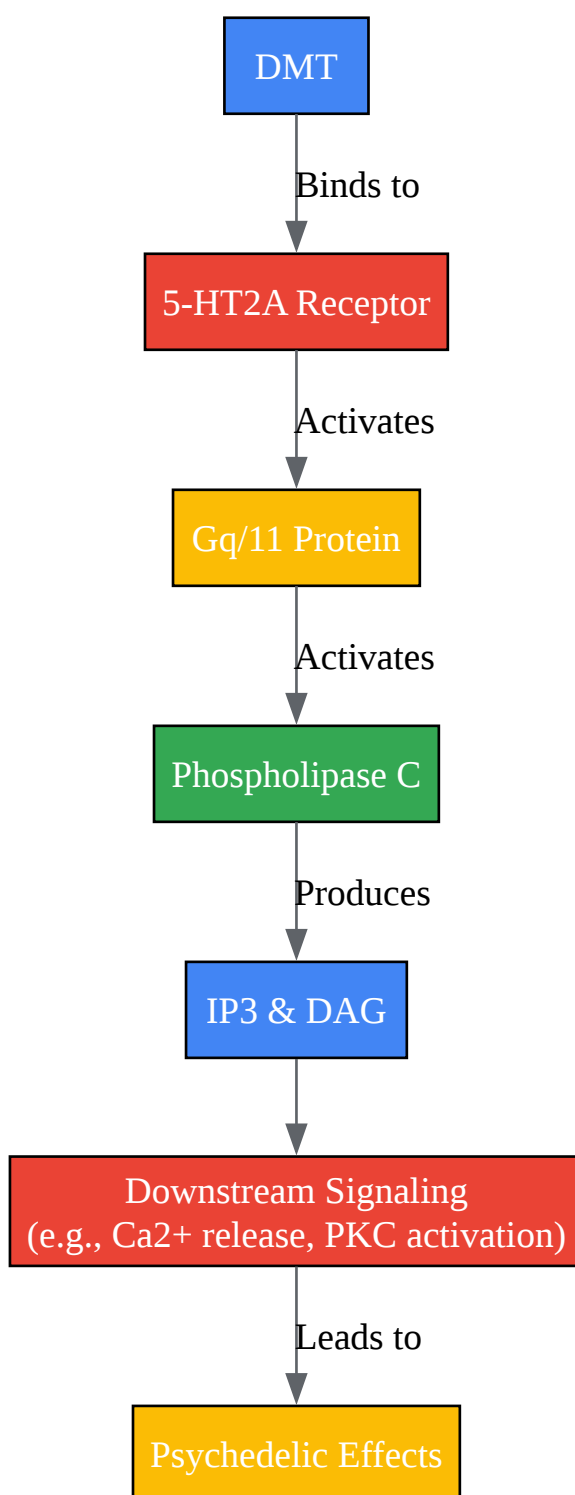 DMT
Binds to
5-HT2A Receptor
Activates
Gq/11 Protein
Activates
Phospholipase C
Produces
IP3 & DAG
Downstream Signaling
(e.g., Ca2+ release, PKC activation)
Leads to
Psychedelic Effects